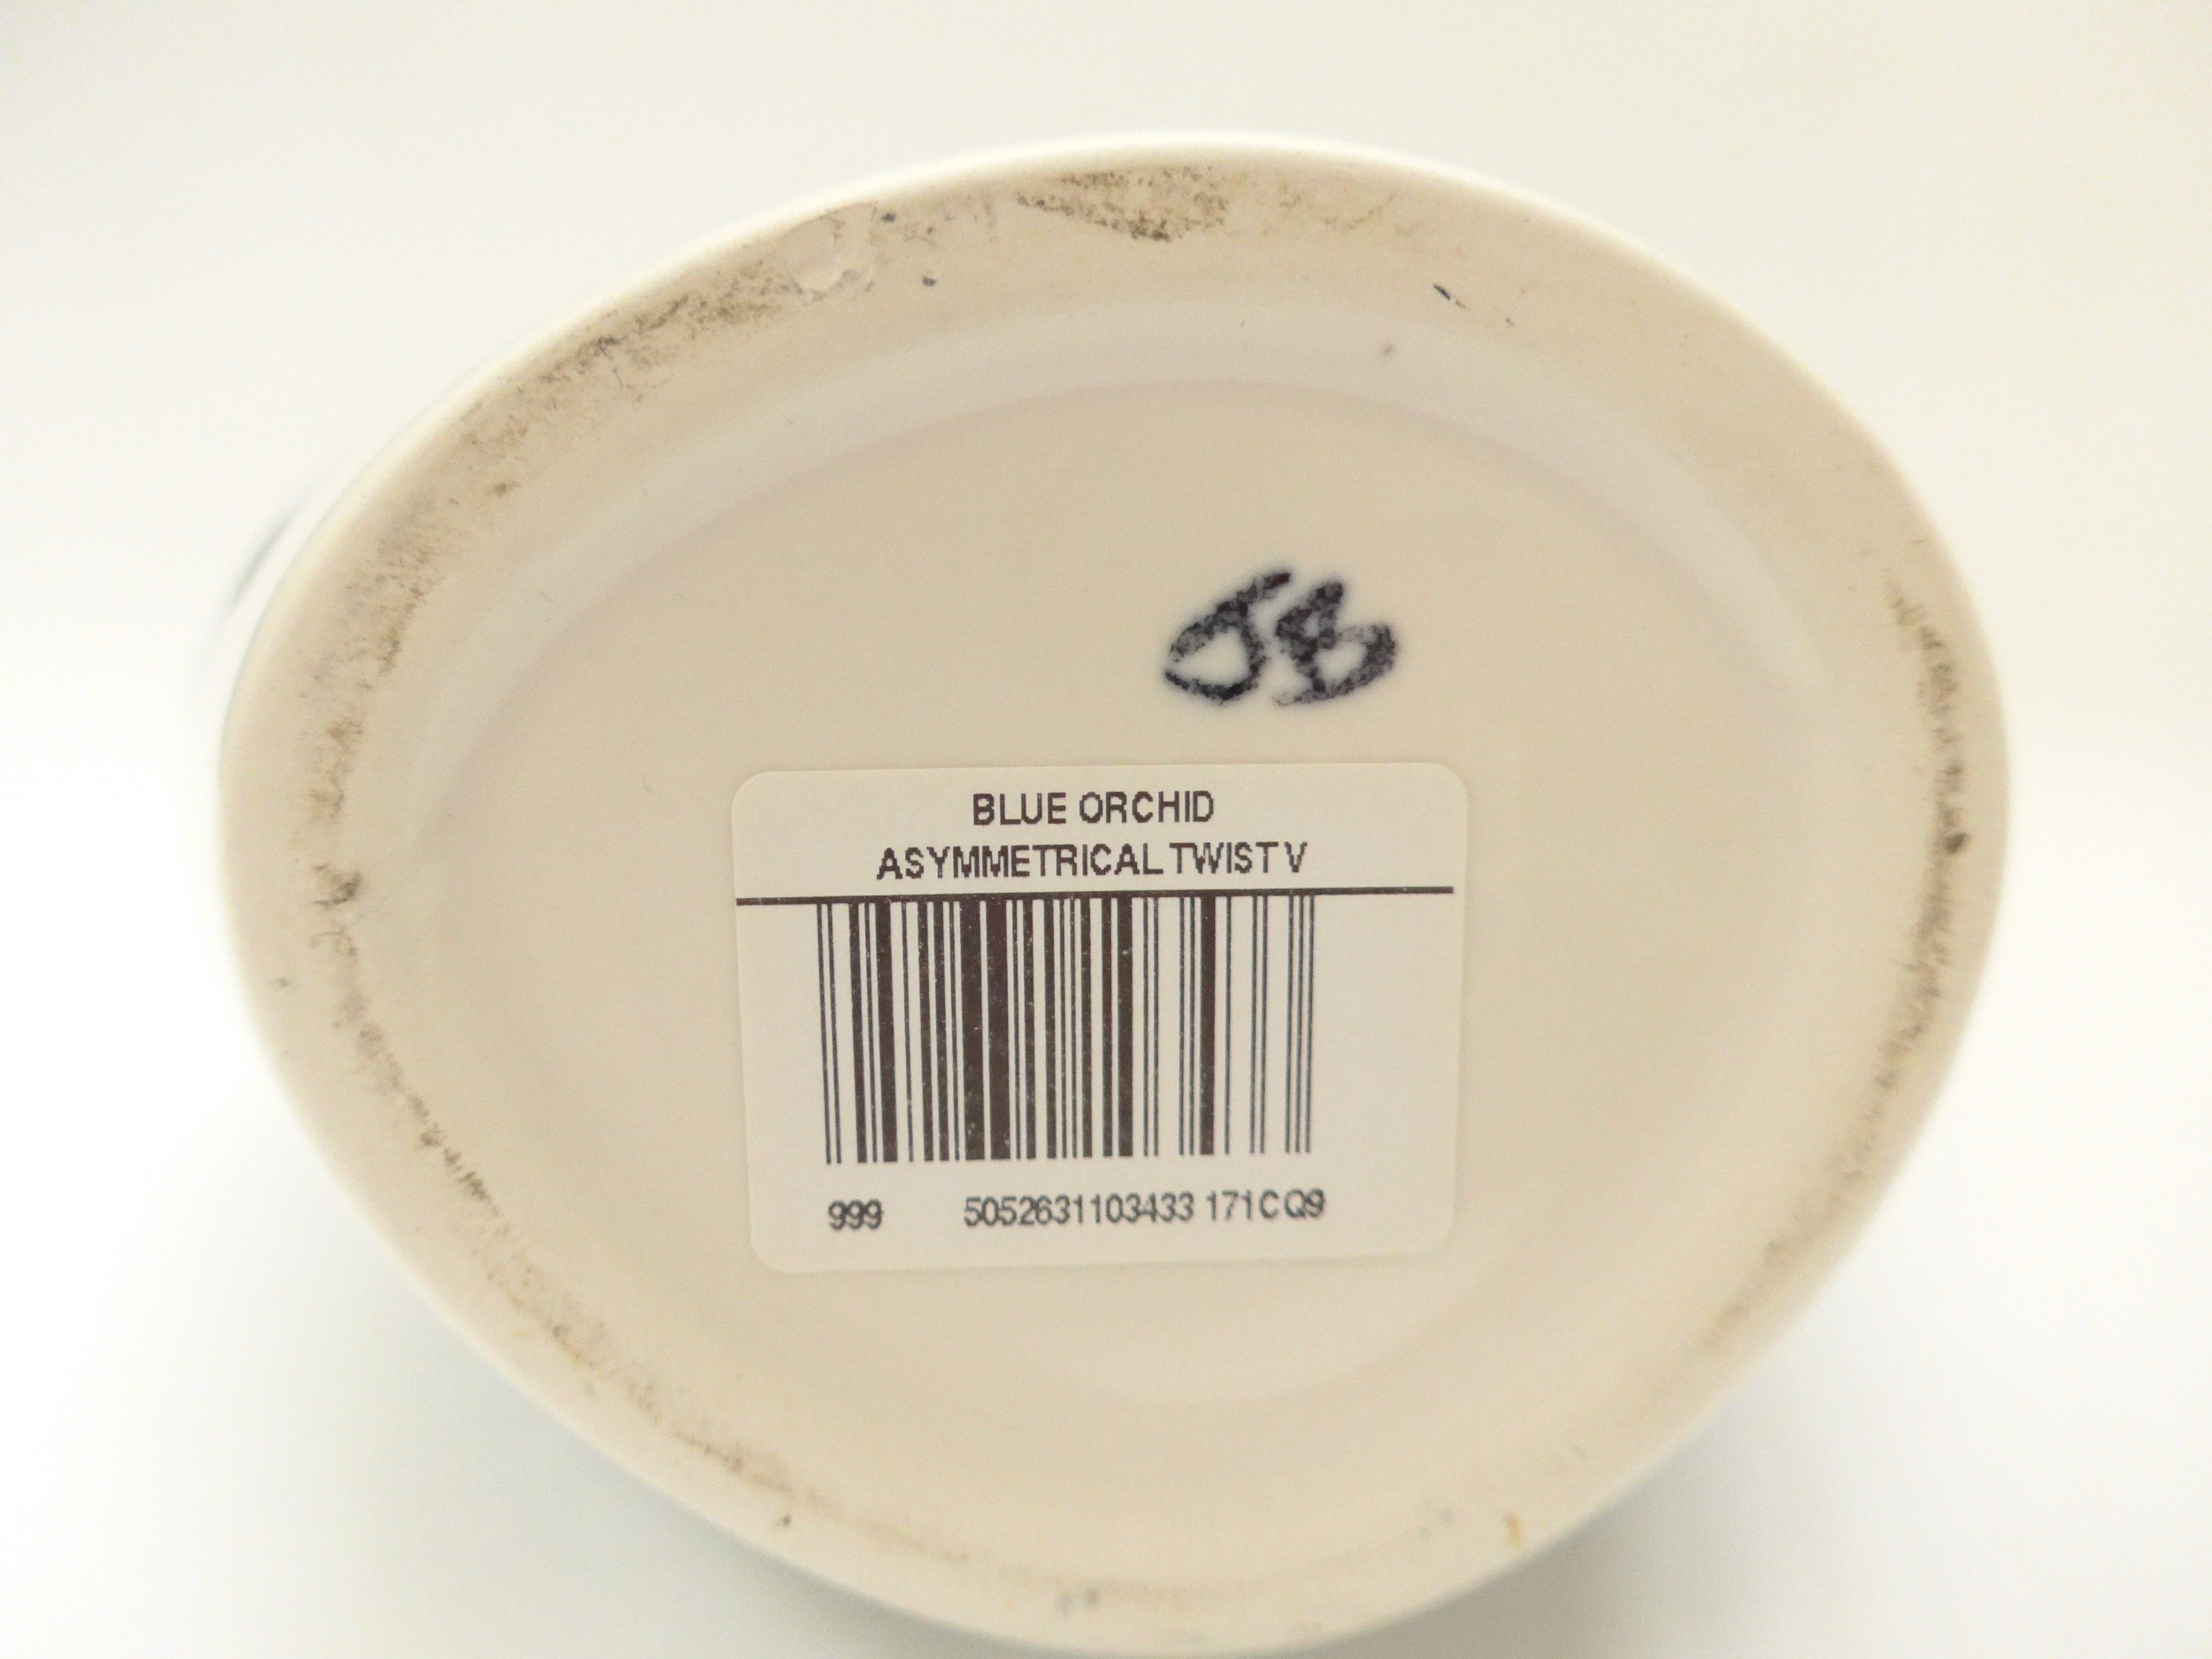 JB
BLUE ORCHID
ASYMMETRICAL TWIST V
999 5052631103433 171CQ9